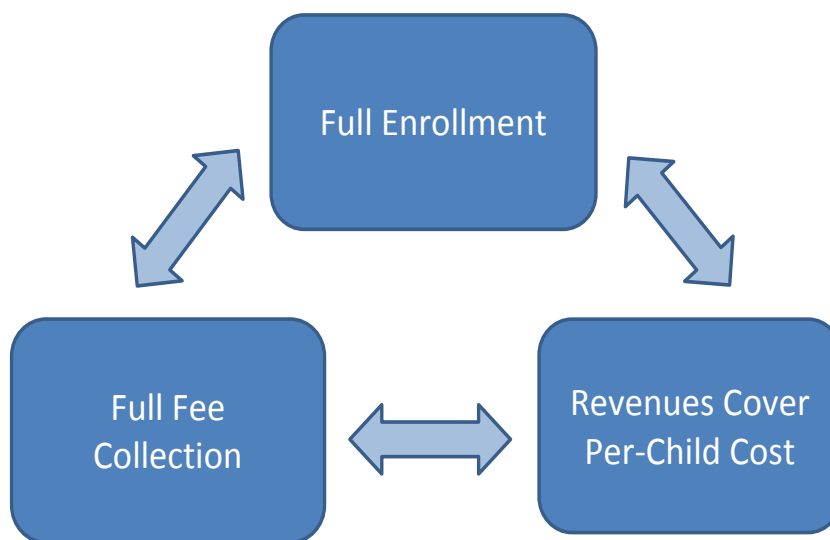 Full Enrollment
Full Fee
Collection
Revenues Cover
Per-Child Cost